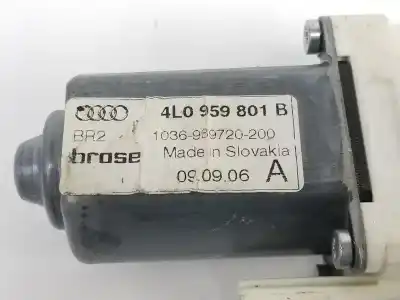 4L0 959 801 B
BR2 1036-989720-200
brose Made in Slovakia
09.09.06 A